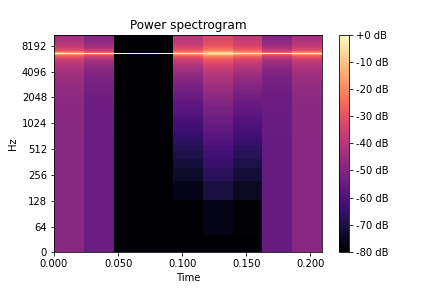 Power spectrogram
8192
4096
2048
1024
512
256
128
64
0
Hz
0.000 0.050 0.100 0.150 0.200
Time
+0 dB
-10 dB
-20 dB
-30 dB
-40 dB
-50 dB
-60 dB
-70 dB
-80 dB